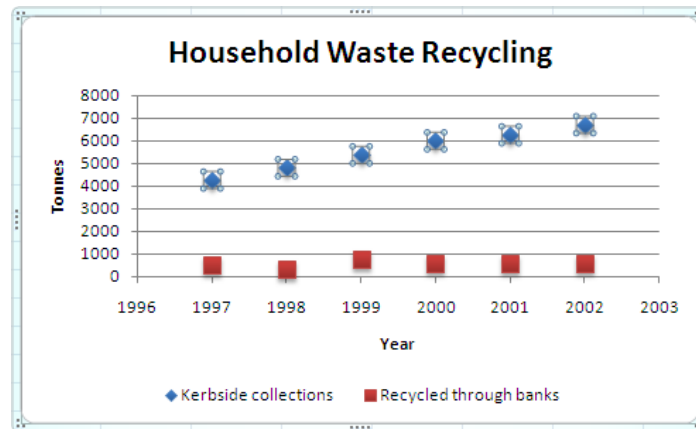 Household Waste Recycling
8000
7000
6000
5000
4000
3000
2000
1000
0
Tonnes
1996 1997 1998 1999 2000 2001 2002 2003
Year
Kerbside collections Recycled through banks